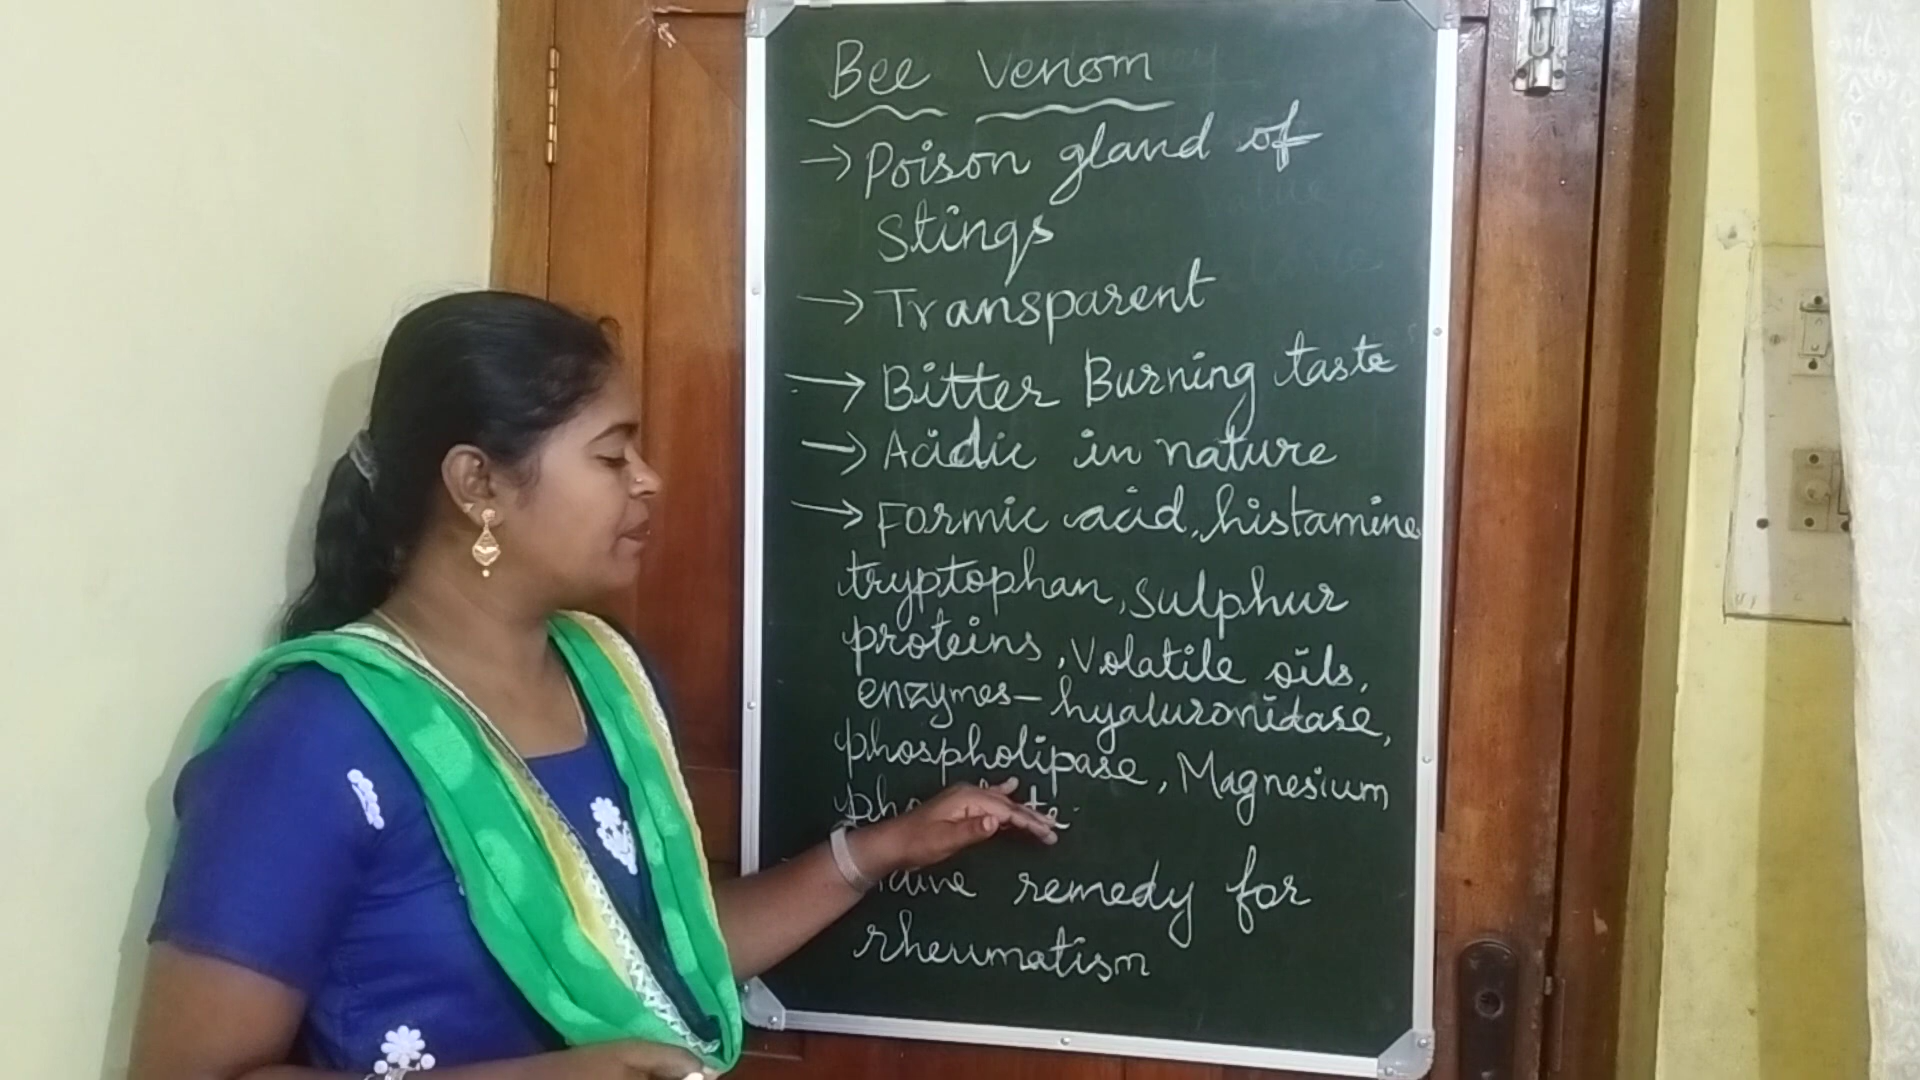 Bee Venom
→ Poison gland of
Stings
→ Transparent
→ Bitter Burning taste
→ Acidic in nature
→ Formic acid, histamine
tryptophan, Sulphur
proteins, Volatile oils,
enzymes - hyaluronidase,
phospholipase, Magnesium
remedy for
rheumatism